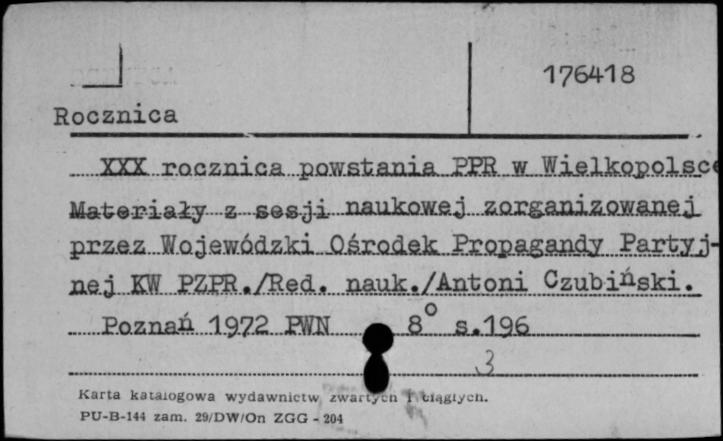 176418
Rocznica
XXX rocznica powstania PPR w Wielkopolsce
Materiały z sesji naukowej zorganizowanej
przez Wojewódzki Ośrodek Propagandy Partyj-
nej KW PZPR./Red. nauk./Antoni Czubiński.
Poznań 1972 PWN 8° s.196
3
Karta katalogowa wydawnictw zwartych i ciągłych.
PU-B-144 zam. 29/DW/On ZGG - 204